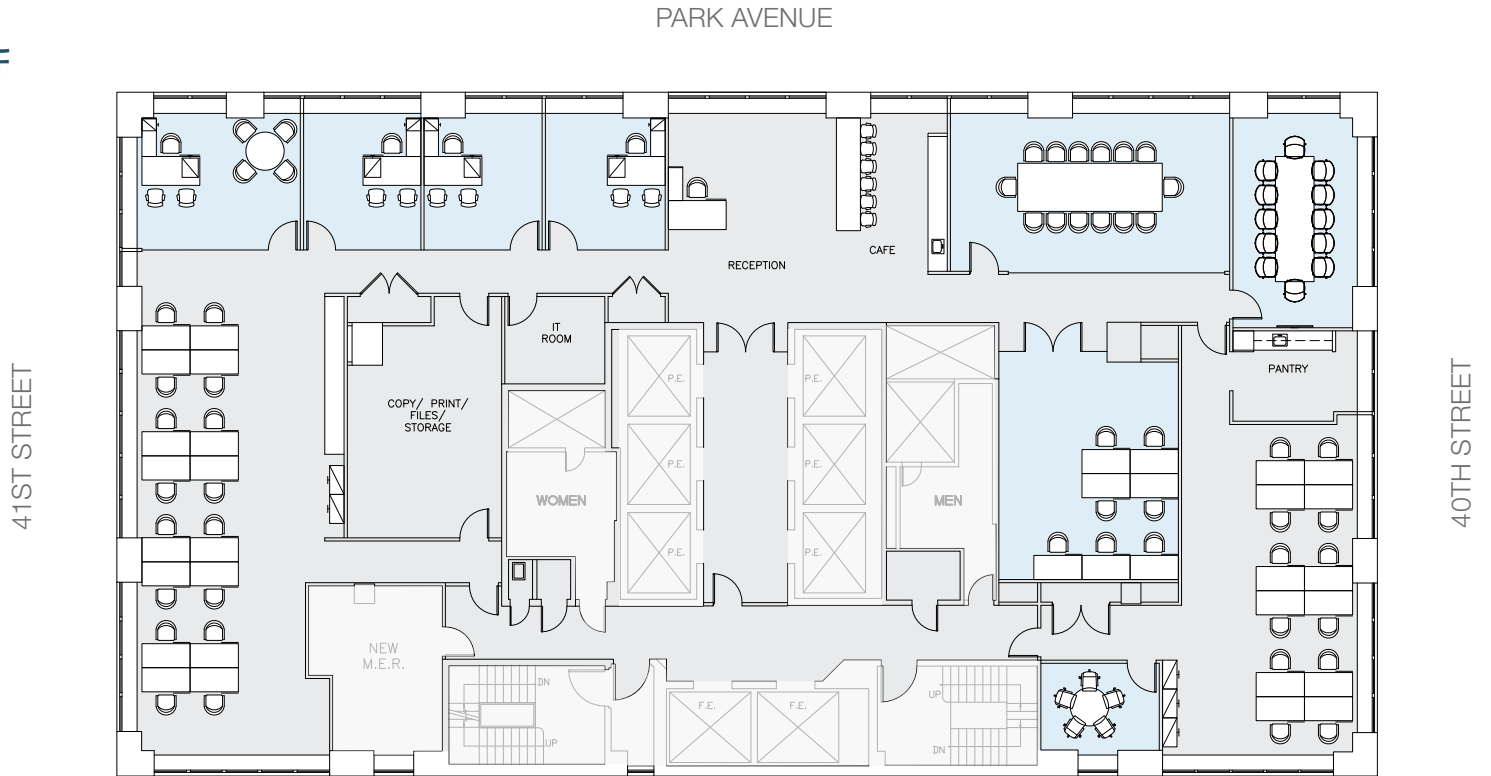 PARK AVENUE
RECEPTION
CAFE
IT
ROOM
COPY/ PRINT/
FILES/
STORAGE
P.E.
P.E.
PANTRY
41ST STREET
40TH STREET
P.E.
P.E.
WOMEN
MEN
P.E.
P.E.
NEW
M.E.R.
DN
UP
F.E.
F.E.
UP
DN